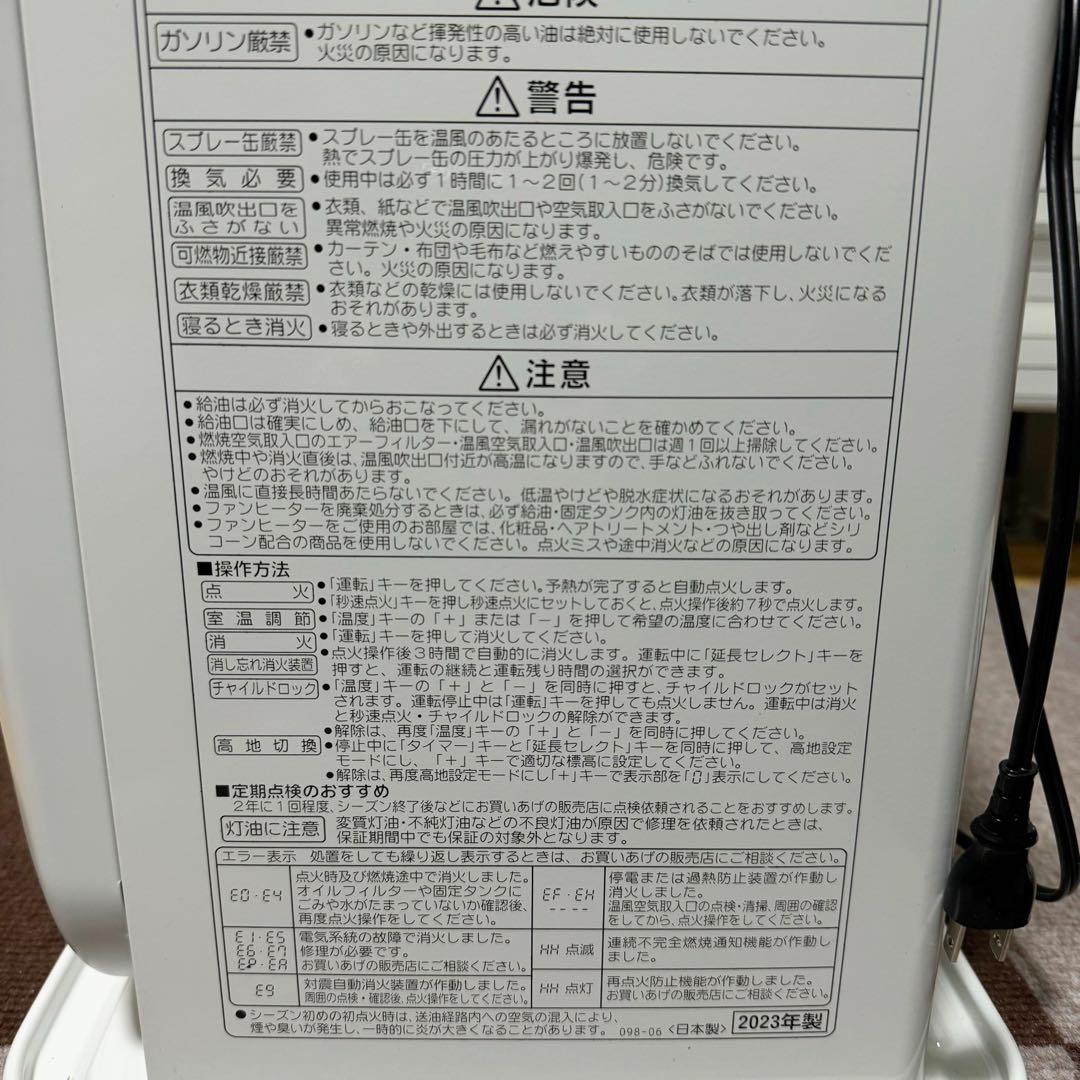 ⚠危険
ガソリン厳禁 ●ガソリンなど揮発性の高い油は絶対に使用しないでください。
火災の原因になります。
⚠警告
スプレー缶厳禁 ●スプレー缶を温風のあたるところに放置しないでください。
熱でスプレー缶の圧力が上がり爆発し、危険です。
換気必要 ●使用中は必ず1時間に1～2回(1～2分)換気してください。
温風吹出口を
ふさがない
●衣類、紙などで温風吹出口や空気取入口をふさがないでください。
異常燃焼や火災の原因になります。
可燃物近接厳禁 ●カーテン・布団や毛布など燃えやすいもののそばでは使用しないでくだ
さい。火災の原因になります。
衣類乾燥厳禁 ●衣類などの乾燥には使用しないでください。衣類が落下し、火災になる
おそれがあります。
寝るとき消火 ●寝るときや外出するときは必ず消火してください。
⚠注意
●給油は必ず消火してからおこなってください。
●給油口は確実にしめ、給油口を下にして、漏れがないことを確かめてください。
●燃焼空気取入口のエアーフィルター・温風空気取入口・温風吹出口は週1回以上掃除してください。
●燃焼中や消火直後は、温風吹出口付近が高温になりますので、手などふれないでください。
やけどのおそれがあります。
●温風に直接長時間あたらないでください。低温やけどや脱水症状になるおそれがあります。
●ファンヒーターを廃棄処分するときは、必ず給油・固定タンク内の灯油を抜き取ってください。
●ファンヒーターをご使用のお部屋では、化粧品・ヘアトリートメント・つや出し剤などシリ
コーン配合の商品を使用しないでください。点火ミスや途中消火などの原因になります。
■操作方法
点火 ●「運転」キーを押してください。予熱が完了すると自動点火します。
●「秒速点火」キーを押し秒速点火にセットしておくと、点火操作後約7秒で点火します。
室温調節 ●「温度」キーの「＋」または「－」を押して希望の温度に合わせてください。
消火 ●「運転」キーを押して消火してください。
消し忘れ消火装置 ●点火操作後3時間で自動的に消火します。運転中に「延長セレクト」キーを
押すと、運転の継続と運転残り時間の選択ができます。
チャイルドロック ●「温度」キーの「＋」と「－」を同時に押すと、チャイルドロックがセット
されます。運転停止中は「運転」キーを押しても点火しません。運転中は消火
と秒速点火・チャイルドロックの解除ができます。
●解除は、再度「温度」キーの「＋」と「－」を同時に押してください。
高地切換 ●停止中に「タイマー」キーと「延長セレクト」キーを同時に押して、高地設定
モードにし、「＋」キーで適切な標高に設定してください。
●解除は、再度高地設定モードにし「＋」キーで表示部を「0」表示にしてください。
■定期点検のおすすめ
2年に1回程度、シーズン終了後などにお買いあげの販売店に点検依頼されることをおすすめします。
灯油に注意 変質灯油・不純灯油などの不良灯油が原因で修理を依頼されたときは、
保証期間中でも保証の対象外となります。
エラー表示 処置をしても繰り返し表示するときは、お買いあげの販売店にご相談ください。
E0・E4
点火時及び燃焼途中で消火しました。
オイルフィルターや固定タンクに
ごみや水がたまっていないか確認後、
再度点火操作をしてください。
EF・EH
----
停電または過熱防止装置が作動し
消火しました。
温風空気取入口の点検・清掃、周囲の確認
をしてから、点火操作をしてください。
E1・E5
E6・E7
EP・EA
電気系統の故障で消火しました。
修理が必要です。
お買いあげの販売店にご相談ください。
HH 点滅
連続不完全燃焼通知機能が作動し
ました。
E9
対震自動消火装置が作動しました。
周囲の点検・確認後、点火操作をしてください。
HH 点灯
再点火防止機能が作動しました。
お買いあげの販売店にご相談ください。
●シーズン初めの初点火時は、送油経路内への空気の混入により、
煙や臭いが発生し、一時的に炎が大きくなることがあります。 098-06 <日本製> 2023年製